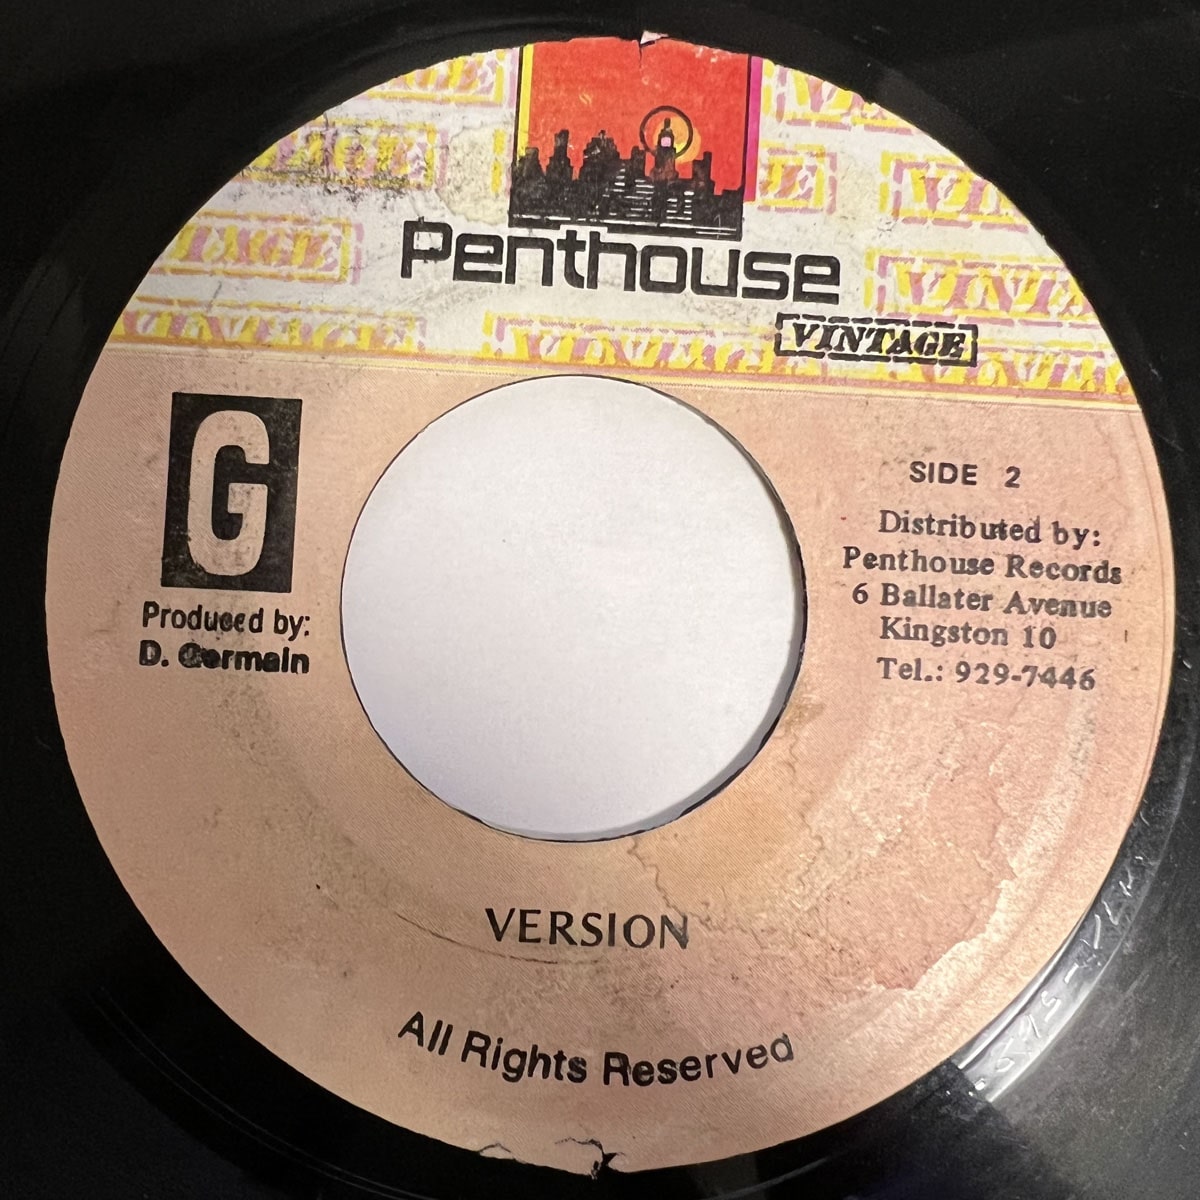 Penthouse
VINTAGE
G
Produced by:
D. Germain
SIDE 2
Distributed by:
Penthouse Records
6 Ballater Avenue
Kingston 10
Tel.: 929-7446
VERSION
All Rights Reserved